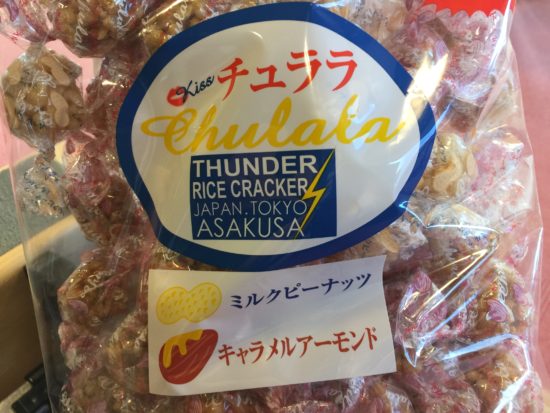 Kiss チュララ
Chulala
THUNDER
RICE CRACKER
JAPAN.TOKYO
ASAKUSA
ミルクピーナッツ
キャラメルアーモンド